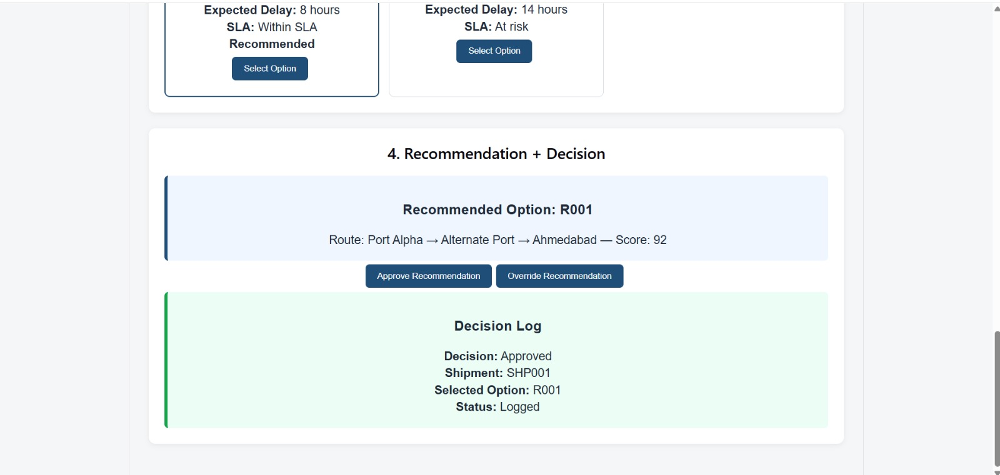 Expected Delay: 8 hours
SLA: Within SLA
Recommended
Select Option
Expected Delay: 14 hours
SLA: At risk
Select Option
4. Recommendation + Decision
Recommended Option: R001
Route: Port Alpha → Alternate Port → Ahmedabad — Score: 92
Approve Recommendation
Override Recommendation
Decision Log
Decision: Approved
Shipment: SHP001
Selected Option: R001
Status: Logged